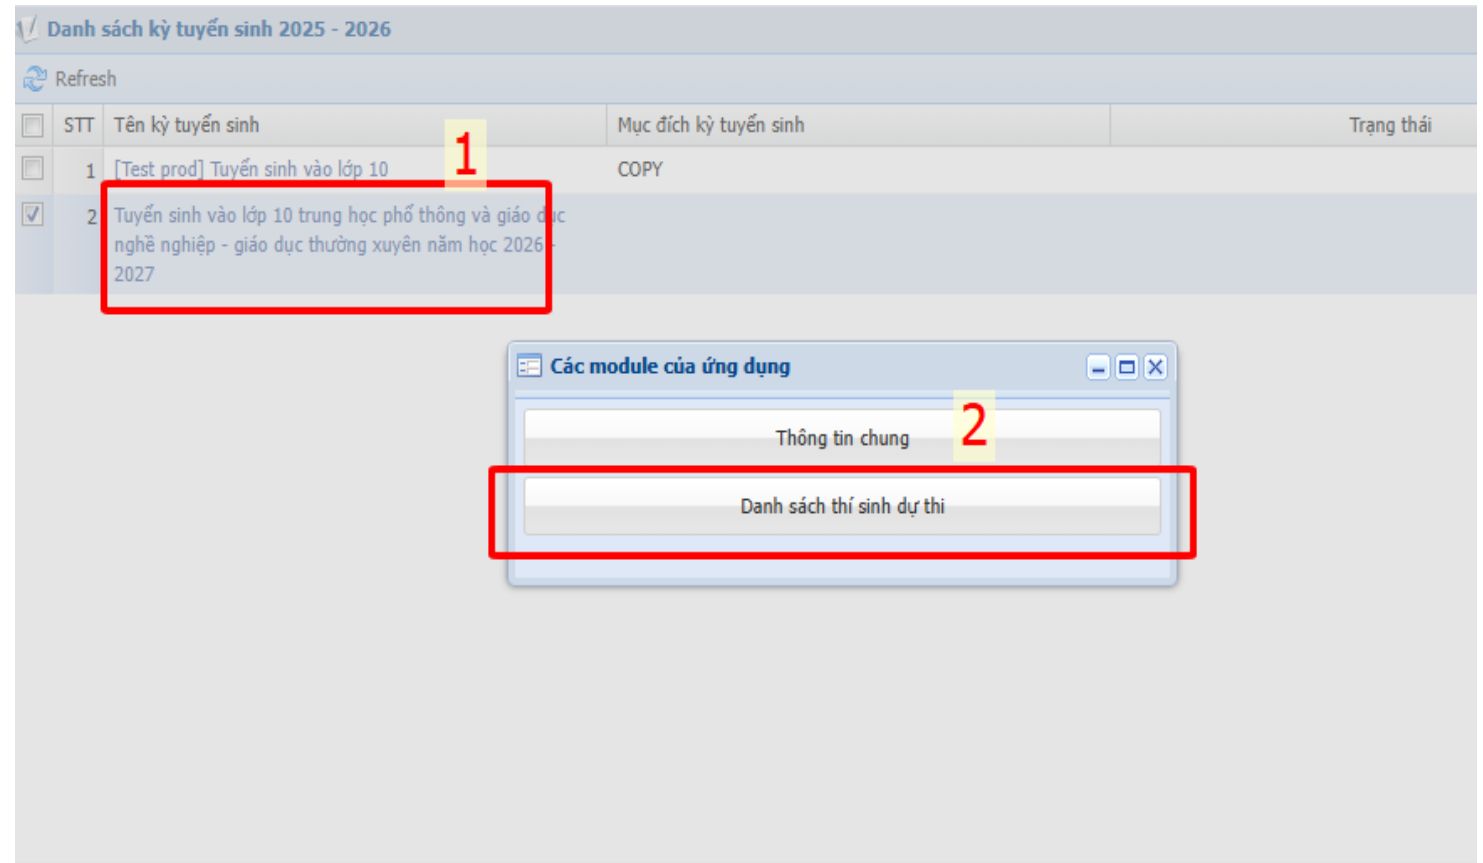 Danh sách kỳ tuyển sinh 2025 - 2026
Refresh
STT Tên kỳ tuyển sinh Mục đích kỳ tuyển sinh Trạng thái
1
1 [Test prod] Tuyển sinh vào lớp 10 COPY
2 Tuyển sinh vào lớp 10 trung học phổ thông và giáo dục
nghề nghiệp - giáo dục thường xuyên năm học 2026 -
2027
Các module của ứng dụng
2
Thông tin chung
Danh sách thí sinh dự thi